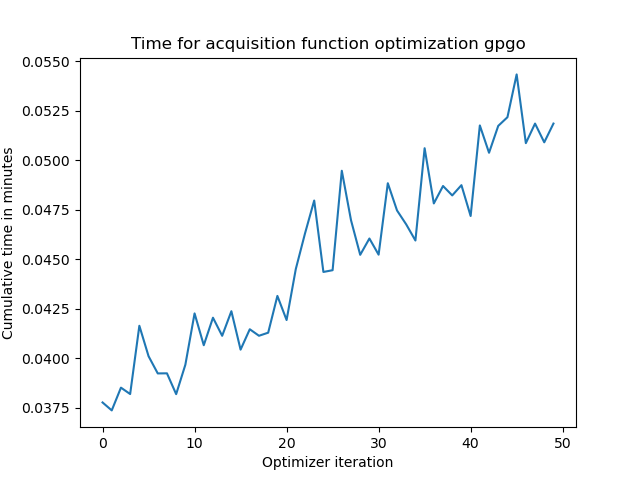 Time for acquisition function optimization gpgo
0.0550
0.0525
0.0500
0.0475
0.0450
0.0425
0.0400
0.0375
Cumulative time in minutes
0 10 20 30 40 50
Optimizer iteration